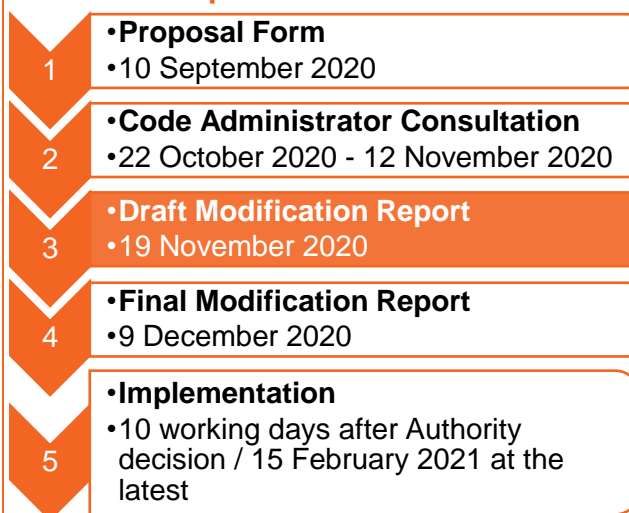 1
•Proposal Form
•10 September 2020
2
•Code Administrator Consultation
•22 October 2020 - 12 November 2020
3
•Draft Modification Report
•19 November 2020
4
•Final Modification Report
•9 December 2020
5
•Implementation
•10 working days after Authority
decision / 15 February 2021 at the
latest